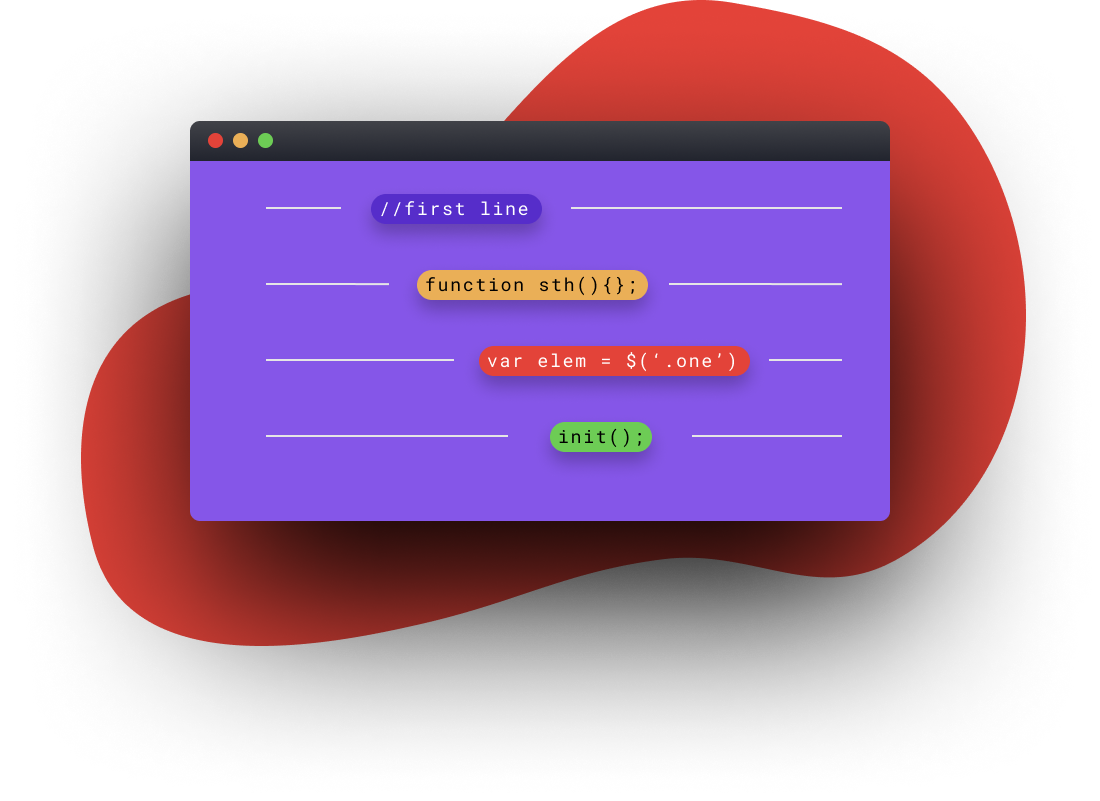 //first line
function sth(){};
var elem = $(‘.one’)
init();